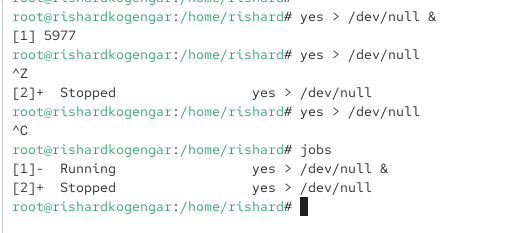 root@rishardkogengar:/home/rishard# yes > /dev/null &
[1] 5977
root@rishardkogengar:/home/rishard# yes > /dev/null
^Z
[2]+  Stopped                 yes > /dev/null
root@rishardkogengar:/home/rishard# yes > /dev/null
^C
root@rishardkogengar:/home/rishard# jobs
[1]-  Running                 yes > /dev/null &
[2]+  Stopped                 yes > /dev/null
root@rishardkogengar:/home/rishard#